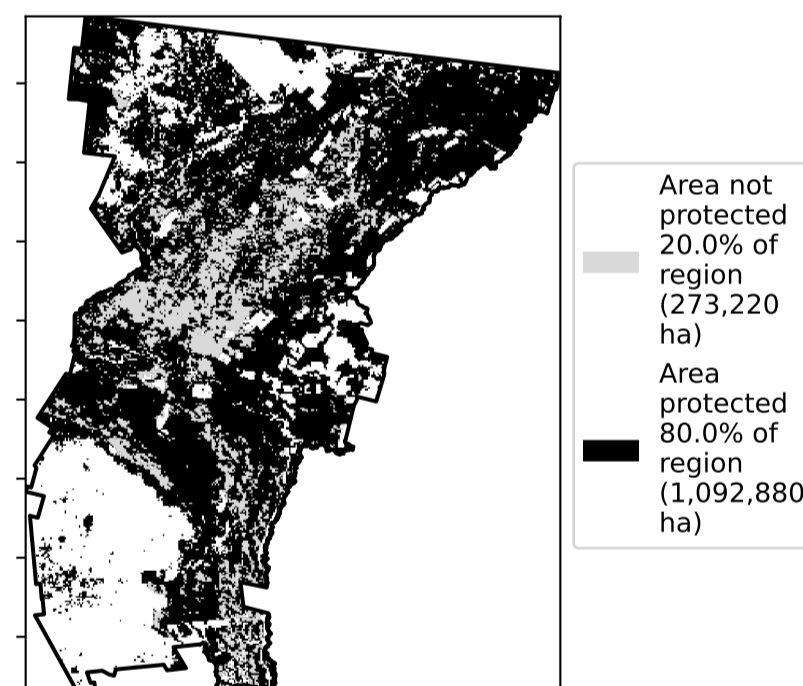 Area not
protected
20.0% of
region
(273,220
ha)
Area
protected
80.0% of
region
(1,092,880
ha)